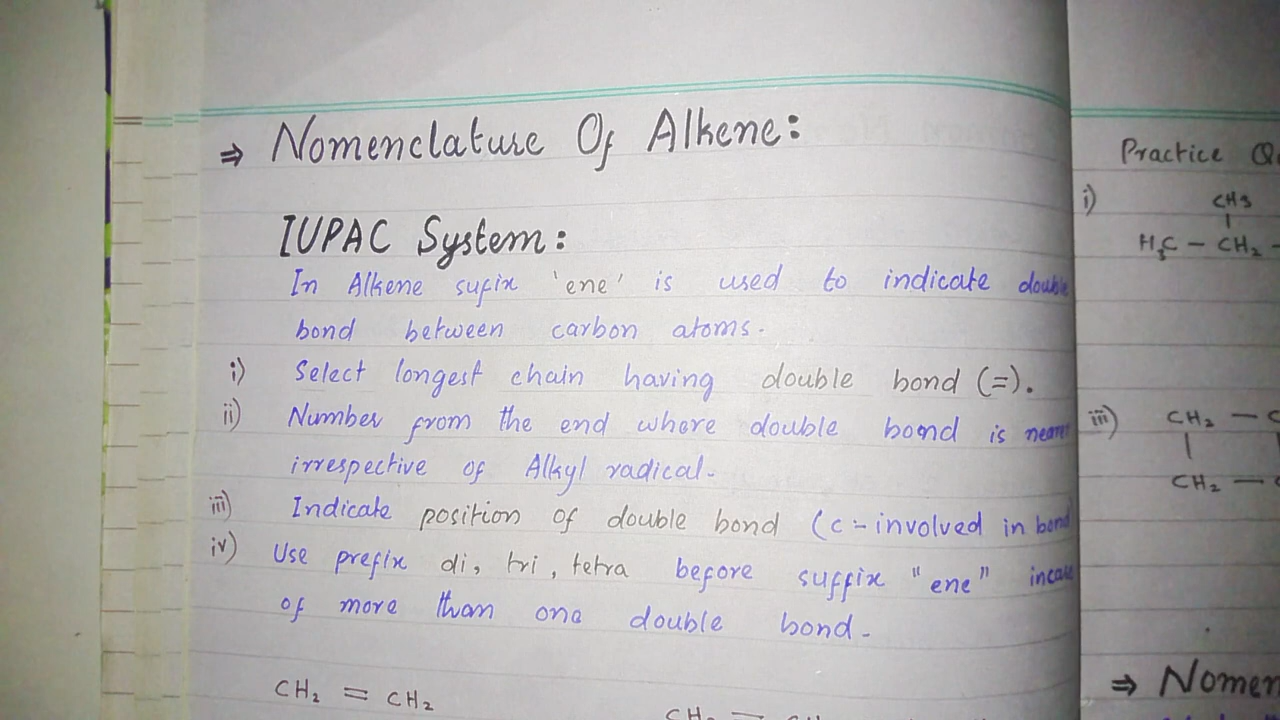 ⇒ Nomenclature Of Alkene:
IUPAC System:
In Alkene sufix 'ene' is used to indicate double
bond between carbon atoms.
i) Select longest chain having double bond (=).
ii) Number from the end where double bond is nearer
irrespective of Alkyl radical.
iii) Indicate position of double bond (c - involved in bond
iv) Use prefix di, tri, tetra before suffix "ene" incase
of more than one double bond.
CH₂ = CH₂
Practice
i)
CH₃
H₃C — CH₂ —
iii) CH₂ —
CH₂ —
⇒ Nomen